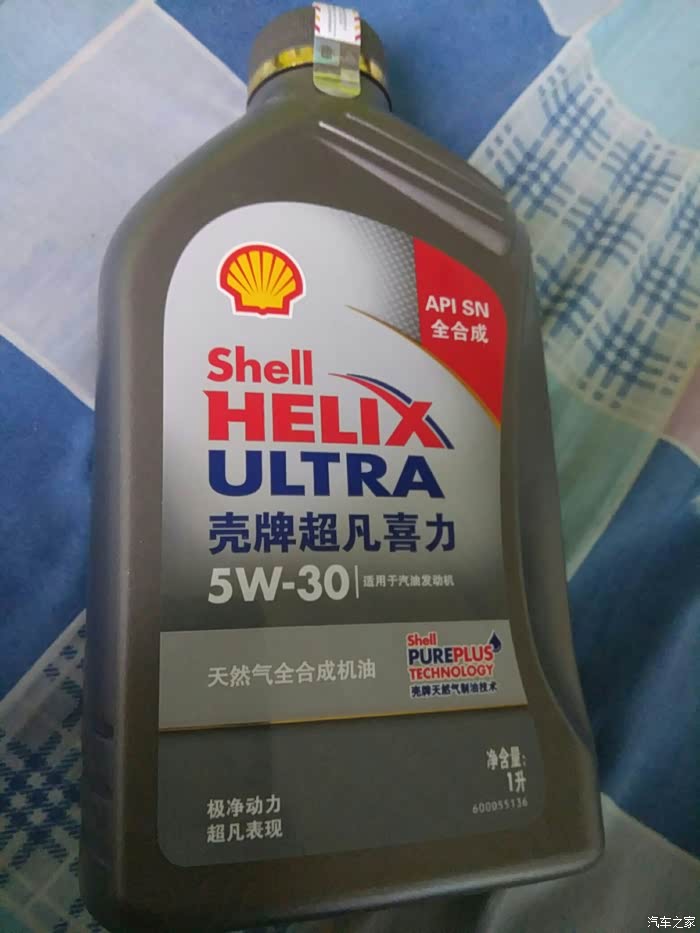 API SN
全合成
Shell
HELIX
ULTRA
壳牌超凡喜力
5W-30
适用于汽油发动机
天然气全合成机油
Shell
PUREPLUS
TECHNOLOGY
壳牌天然气制油技术
净含量:
1升
600055136
极净动力
超凡表现
汽车之家